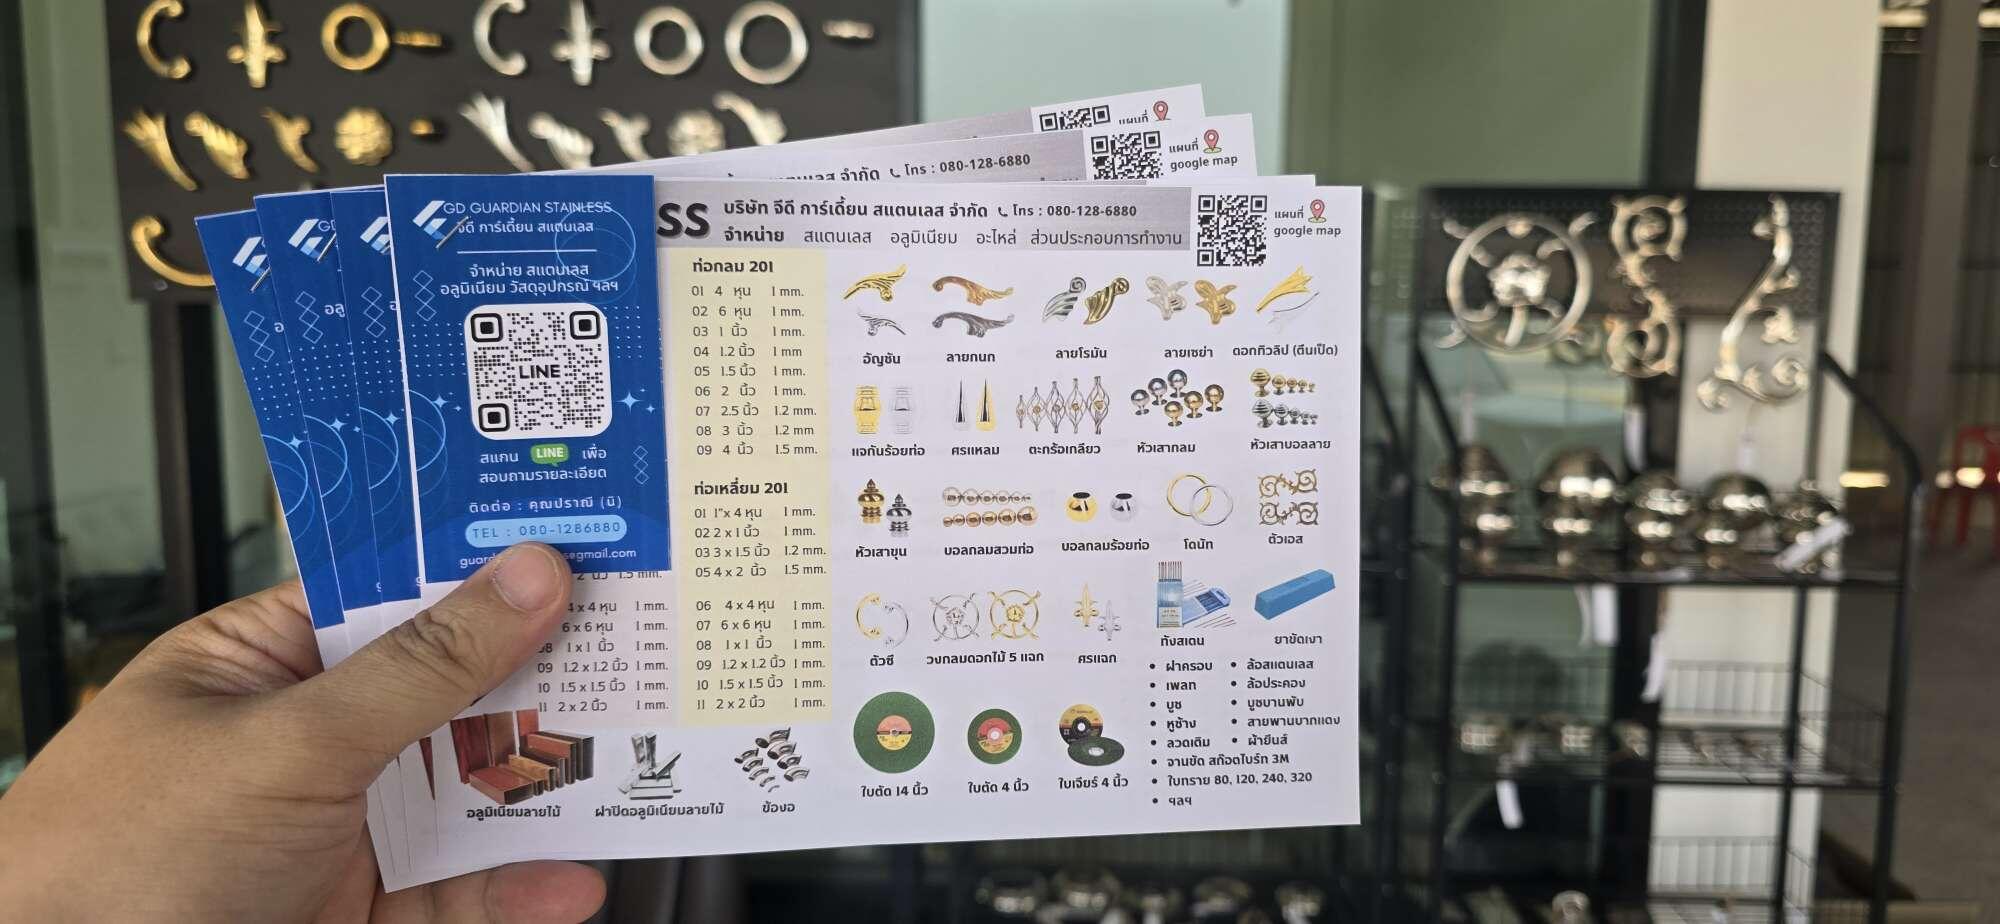 แผนที่
แผนที่
google map
จำกัด โทร : 080-128-6880
SS
บริษัท จีดี การ์เดี้ยน สแตนเลส จำกัด โทร : 080-128-6880
จำหน่าย สแตนเลส อลูมิเนียม อะไหล่ ส่วนประกอบการทำงาน
แผนที่
google map
GD GUARDIAN STAINLESS
จีดี การ์เดี้ยน สแตนเลส
จำหน่าย สแตนเลส
อลูมิเนียม วัสดุอุปกรณ์ ฯลฯ
LINE
สแกน LINE เพื่อ
สอบถามรายละเอียด
ติดต่อ : คุณปราณี (นิ)
TEL : 080-1286880
@gmail.com
ท่อกลม 201
01 4 หุน 1 mm.
02 6 หุน 1 mm.
03 1 นิ้ว 1 mm.
04 1.2 นิ้ว 1 mm
05 1.5 นิ้ว 1 mm.
06 2 นิ้ว 1 mm.
07 2.5 นิ้ว 1.2 mm.
08 3 นิ้ว 1.2 mm
09 4 นิ้ว 1.5 mm.
ท่อเหลี่ยม 201
01 1"x 4 หุน 1 mm.
02 2 x 1 นิ้ว 1 mm.
03 3 x 1.5 นิ้ว 1.2 mm.
05 4 x 2 นิ้ว 1.5 mm.
06 4 x 4 หุน 1 mm.
07 6 x 6 หุน 1 mm.
08 1 x 1 นิ้ว 1 mm.
09 1.2 x 1.2 นิ้ว 1 mm.
10 1.5 x 1.5 นิ้ว 1 mm.
11 2 x 2 นิ้ว 1 mm.
2 นิ้ว 1.5 mm.
4 x 4 หุน 1 mm.
6 x 6 หุน 1 mm.
08 1 x 1 นิ้ว 1 mm.
09 1.2 x 1.2 นิ้ว 1 mm.
10 1.5 x 1.5 นิ้ว 1 mm.
11 2 x 2 นิ้ว 1 mm.
อลูมิเนียมลายไม้ ฝาปิดอลูมิเนียมลายไม้ ข้องอ
อัญชัน ลายกนก ลายโรมัน ลายเซย่า ดอกทิวลิป (ตีนเป็ด)
แจกันร้อยท่อ ศรแหลม ตะกร้อเกลียว หัวเสากลม หัวเสาบอลลาย
หัวเสาขุน บอลกลมสวมท่อ บอลกลมร้อยท่อ โดนัท ตัวเอส
ตัวซี วงกลมดอกไม้ 5 แฉก ศรแฉก ทังสเตน ยาขัดเงา
ใบตัด 14 นิ้ว ใบตัด 4 นิ้ว ใบเจียร์ 4 นิ้ว
• ฝาครอบ • ล้อสแตนเลส
• เพลท • ล้อประคอง
• บูช • บูชบานพับ
• หูช้าง • สายพานบากแดง
• ลวดเติม • ผ้ายีนส์
• จานขัด สก๊อตไบร์ท 3M
• ใบทราย 80, 120, 240, 320
• ฯลฯ